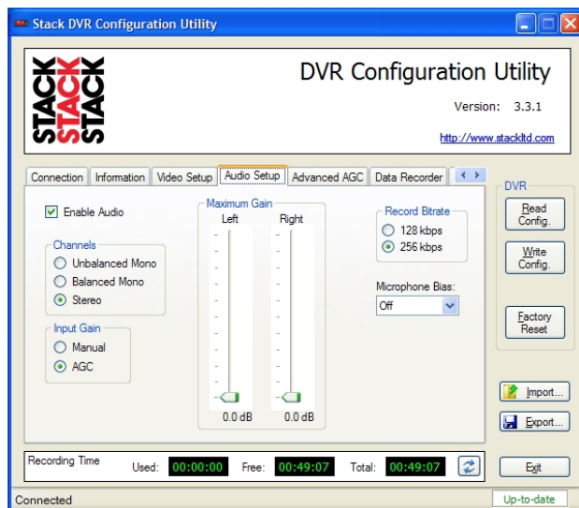 Stack DVR Configuration Utility
STACK
STACK
STACK
DVR Configuration Utility
Version: 3.3.1
http://www.stackltd.com
Connection Information Video Setup Audio Setup Advanced AGC Data Recorder
Enable Audio
Channels
Unbalanced Mono
Balanced Mono
Stereo
Input Gain
Manual
AGC
Maximum Gain
Left Right
0.0 dB 0.0 dB
Record Bitrate
128 kbps
256 kbps
Microphone Bias:
Off
DVR
Read Config.
Write Config.
Factory Reset
Import...
Export...
Exit
Recording Time Used: 00:00:00 Free: 00:49:07 Total: 00:49:07
Connected Up-to-date